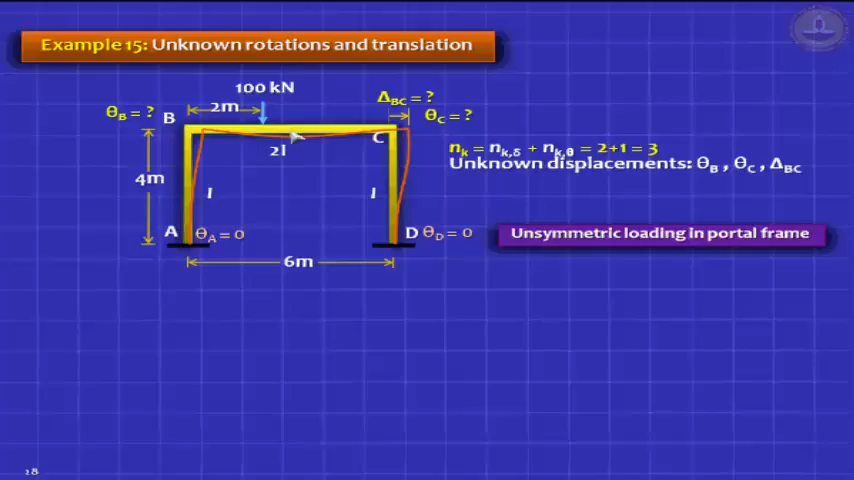 Example 15: Unknown rotations and translation
100 kN
Δ_BC = ?
θ_B = ?
B
2m
θ_C = ?
C
2I
n_k = n_k,δ + n_k,θ = 2+1 = 3
Unknown displacements: θ_B , θ_C , Δ_BC
4m
I
I
A
θ_A = 0
D
θ_D = 0
Unsymmetric loading in portal frame
6m
28